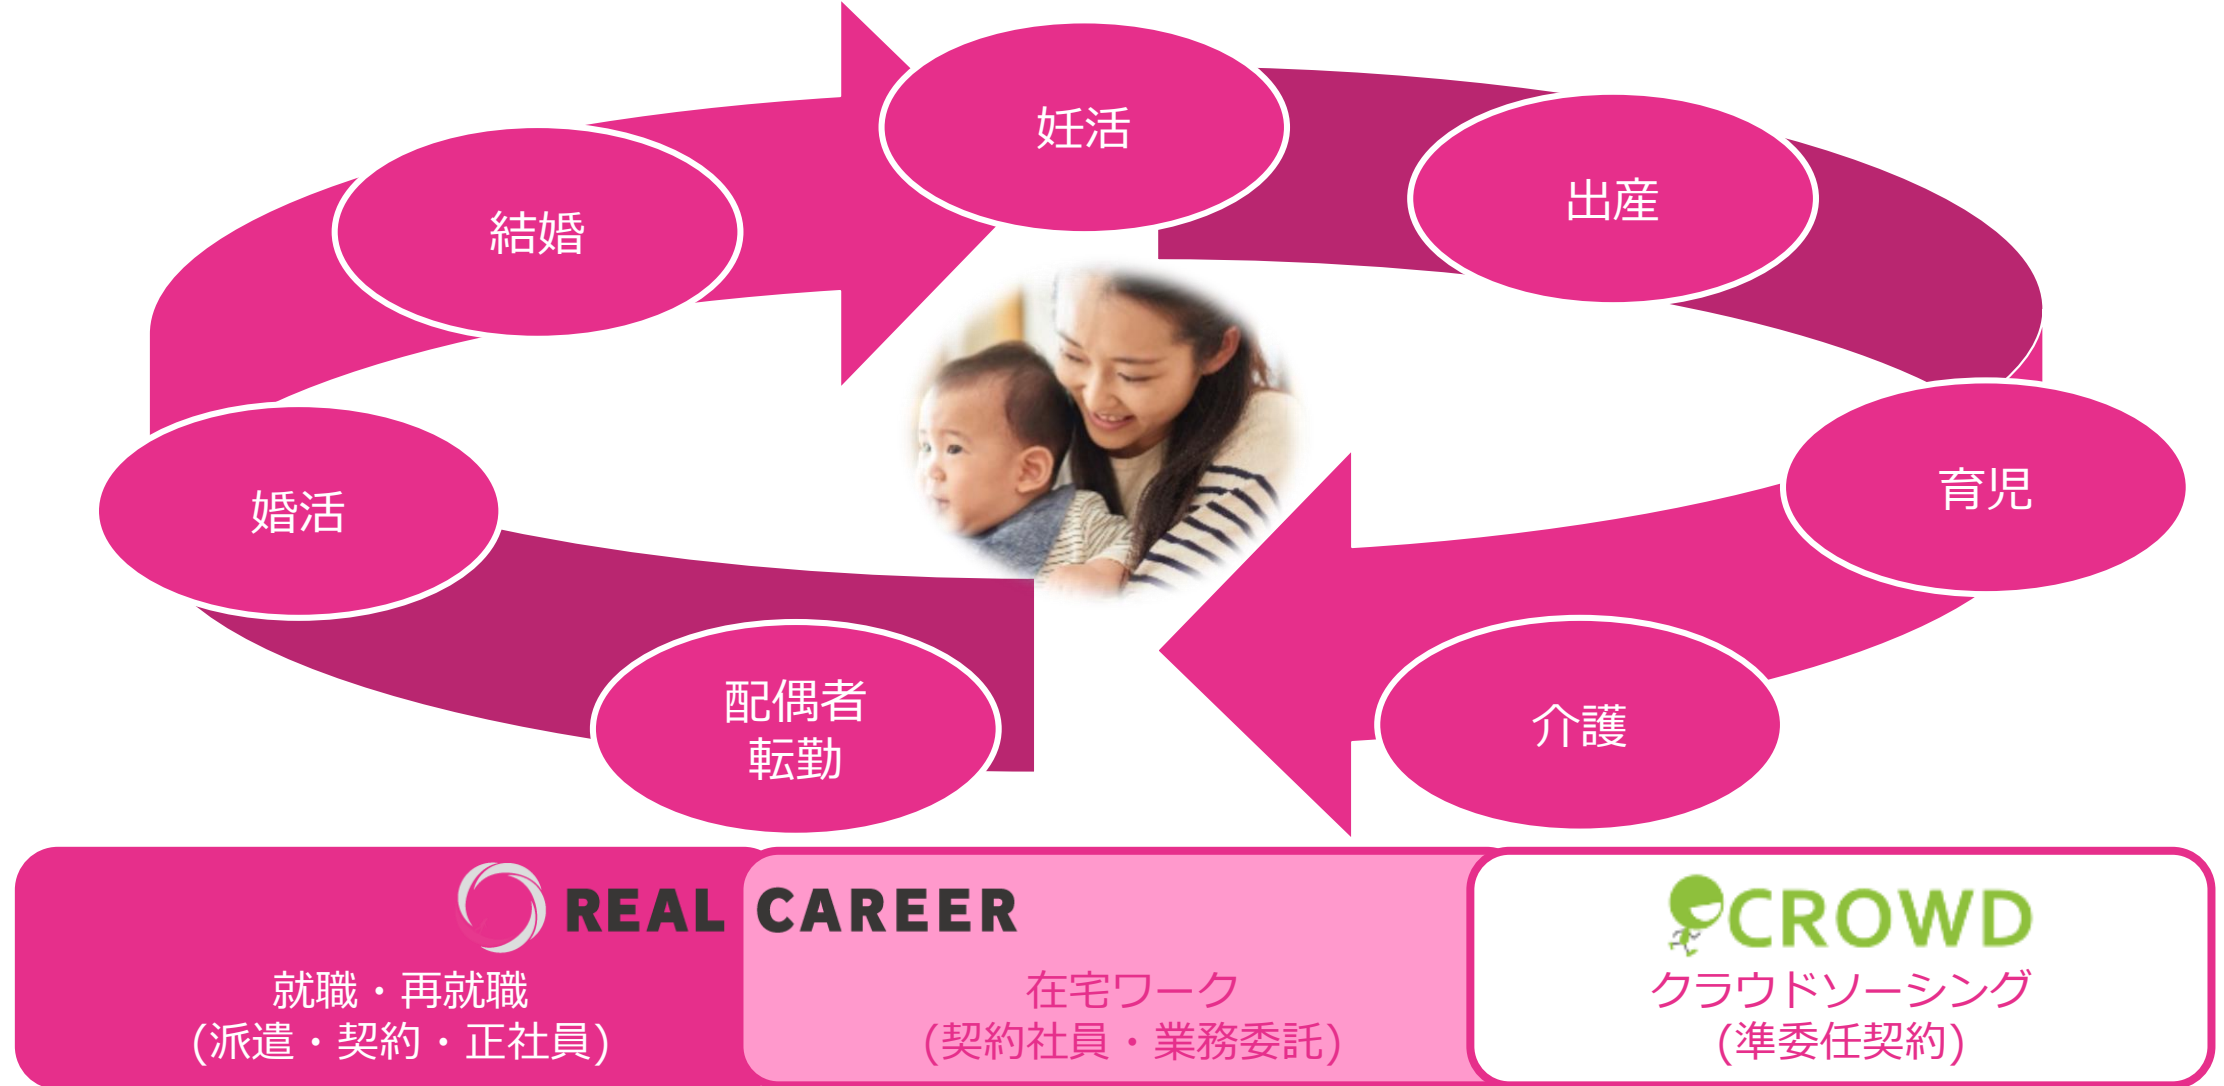 妊活
出産
結婚
育児
婚活
配偶者
転勤
介護
REAL CAREER
CROWD
就職・再就職
(派遣・契約・正社員)
在宅ワーク
(契約社員・業務委託)
クラウドソーシング
(準委任契約)